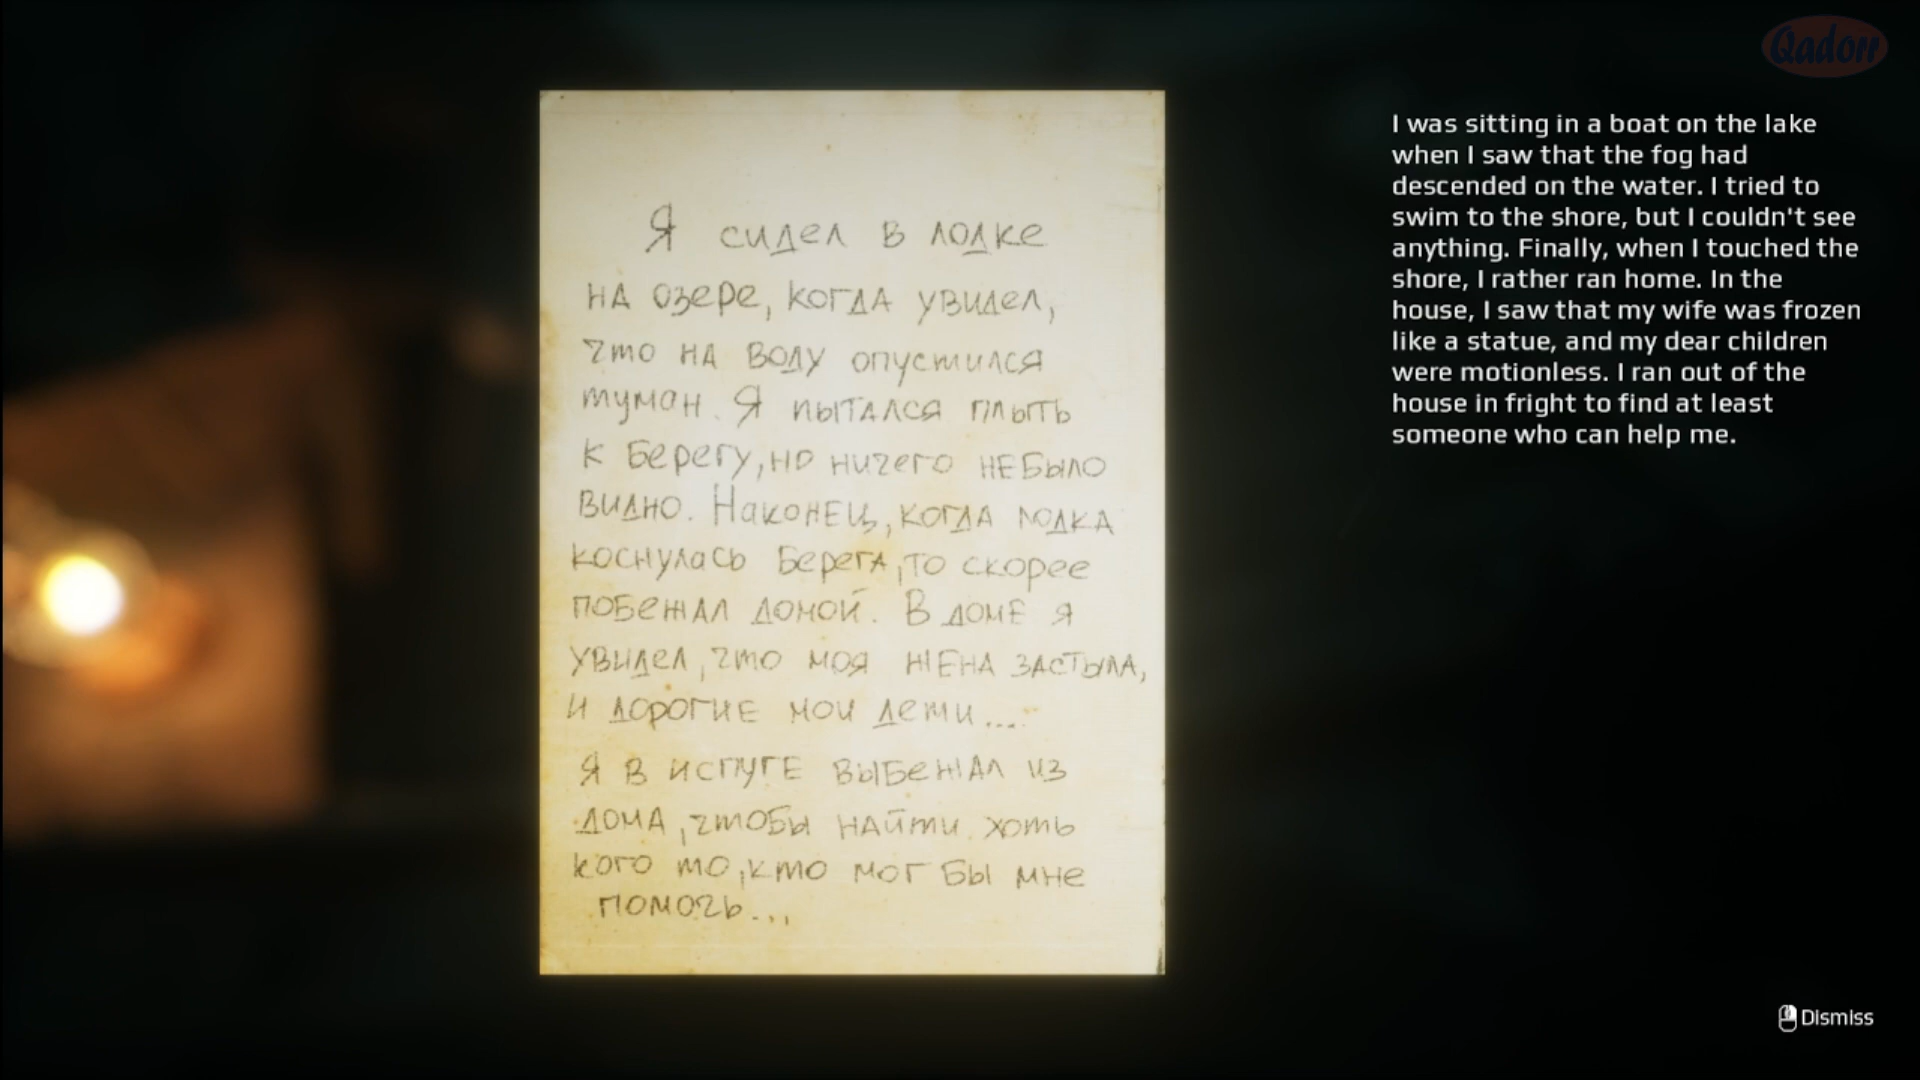 Qadorr
Я сидел в лодке
на озере, когда увидел,
что на воду опустился
туман. Я пытался плыть
к берегу, но ничего не было
видно. Наконец, когда лодка
коснулась берега, то скорее
побежал домой. В доме я
увидел, что моя жена застыла,
и дорогие мои дети...
Я в испуге выбежал из
дома, чтобы найти хоть
кого то, кто мог бы мне
помочь...
I was sitting in a boat on the lake
when I saw that the fog had
descended on the water. I tried to
swim to the shore, but I couldn't see
anything. Finally, when I touched the
shore, I rather ran home. In the
house, I saw that my wife was frozen
like a statue, and my dear children
were motionless. I ran out of the
house in fright to find at least
someone who can help me.
Dismiss